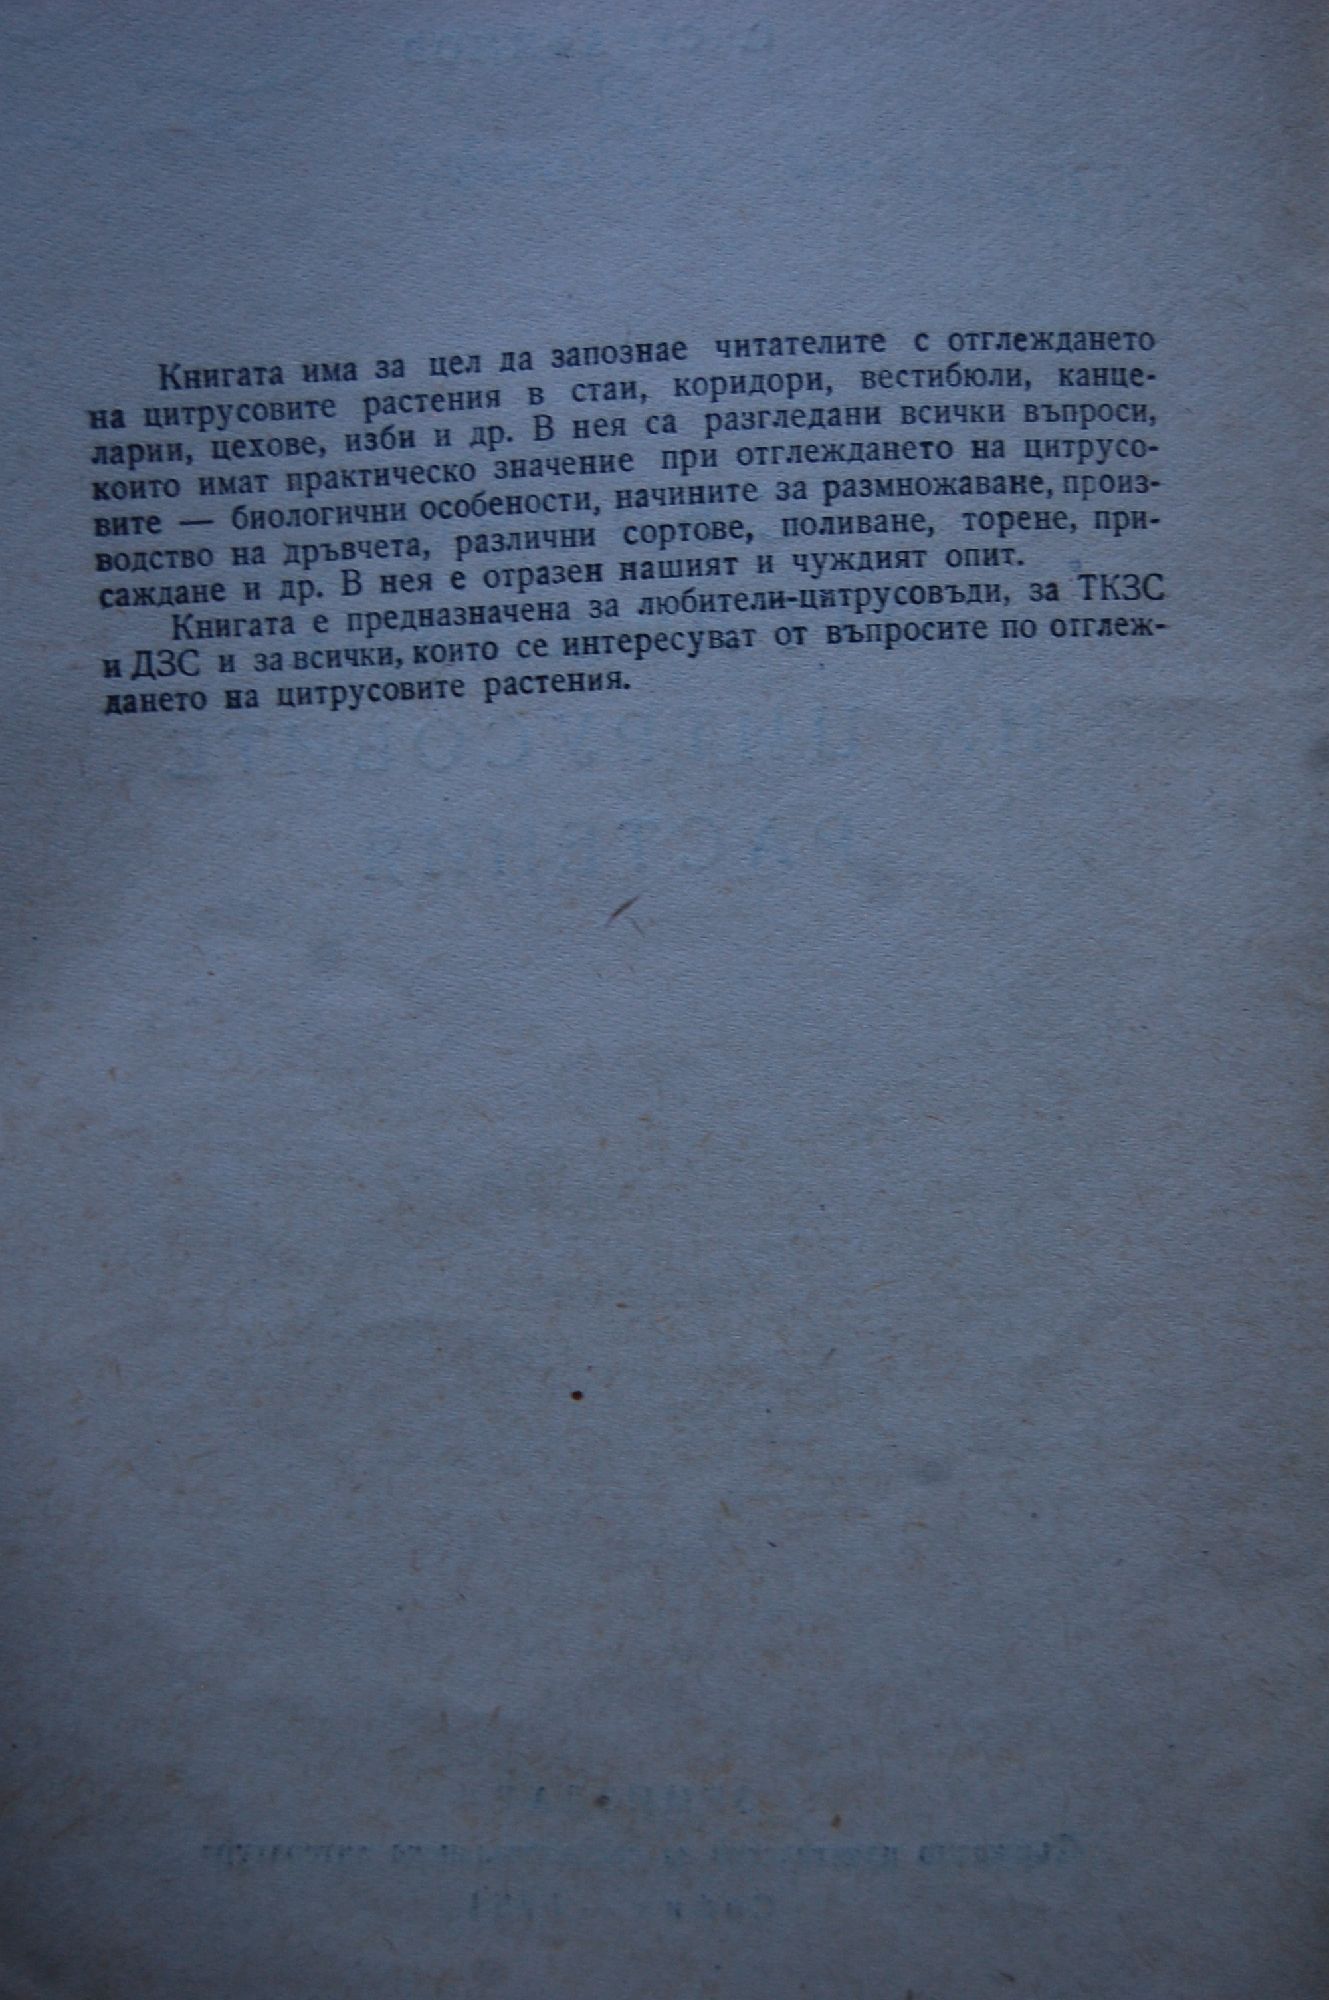 Книгата има за цел да запознае читателите с отглеждането
на цитрусовите растения в стаи, коридори, вестибюли, канце-
ларии, цехове, изби и др. В нея са разгледани всички въпроси,
които имат практическо значение при отглеждането на цитрусо-
вите — биологични особености, начините за размножаване, произ-
водство на дръвчета, различни сортове, поливане, торене, при-
саждане и др. В нея е отразен нашият и чуждият опит.
Книгата е предназначена за любители-цитрусовъди, за ТКЗС
и ДЗС и за всички, които се интересуват от въпросите по отглеж-
дането на цитрусовите растения.